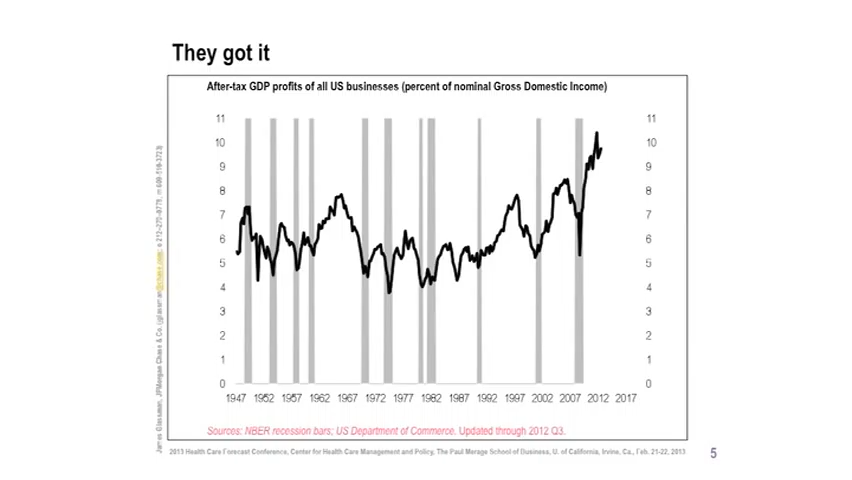 They got it
After-tax GDP profits of all US businesses (percent of nominal Gross Domestic Income)
11 11
10 10
9 9
8 8
7 7
6 6
5 5
4 4
3 3
2 2
1 1
0 0
1947 1952 1957 1962 1967 1972 1977 1982 1987 1992 1997 2002 2007 2012 2017
Sources: NBER recession bars; US Department of Commerce. Updated through 2012 Q3.
James Glassman, JPMorgan Chase & Co.
2013 Health Care Forecast Conference, Center for Health Care Management and Policy, The Paul Merage School of Business, U. of California, Irvine, Ca., Feb. 21-22, 2013
5